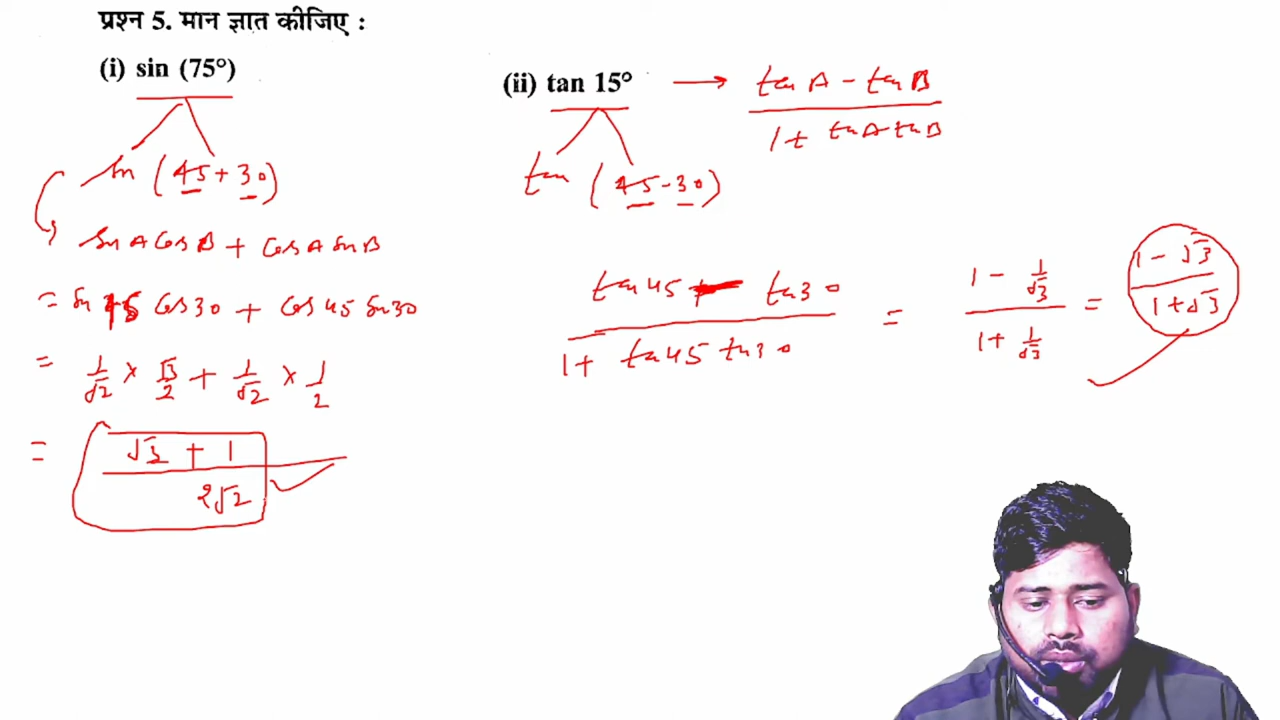 प्रश्न 5. मान ज्ञात कीजिए :
(i) sin (75°)
sin (45+30)
sin A cos B + cos A sin B
= sin 45 cos 30 + cos 45 sin 30
= 1/√2 × √3/2 + 1/√2 × 1/2
= (√3 + 1)/(2√2)
(ii) tan 15° → (tan A - tan B)/(1 + tan A tan B)
tan (45-30)
(tan 45 - tan 30)/(1 + tan 45 tan 30) = (1 - 1/√3)/(1 + 1/√3) = (1 - √3)/(1 + √3)